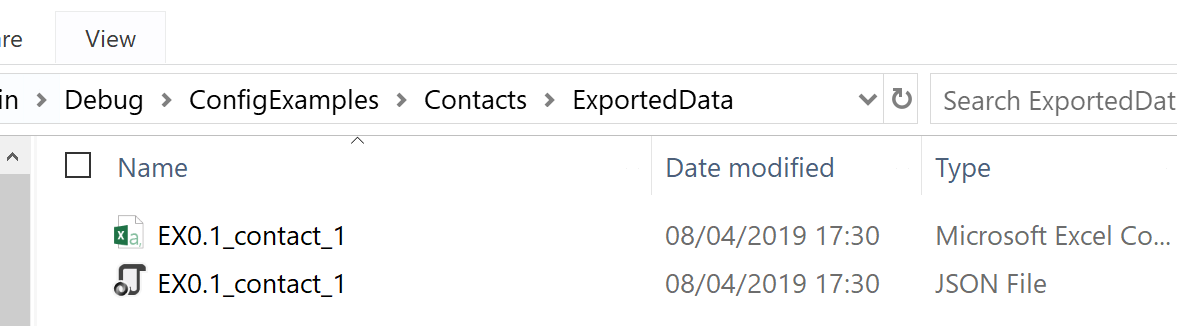 re View
in > Debug > ConfigExamples > Contacts > ExportedData Search ExportedDat
Name Date modified Type
EX0.1_contact_1 08/04/2019 17:30 Microsoft Excel Co...
EX0.1_contact_1 08/04/2019 17:30 JSON File